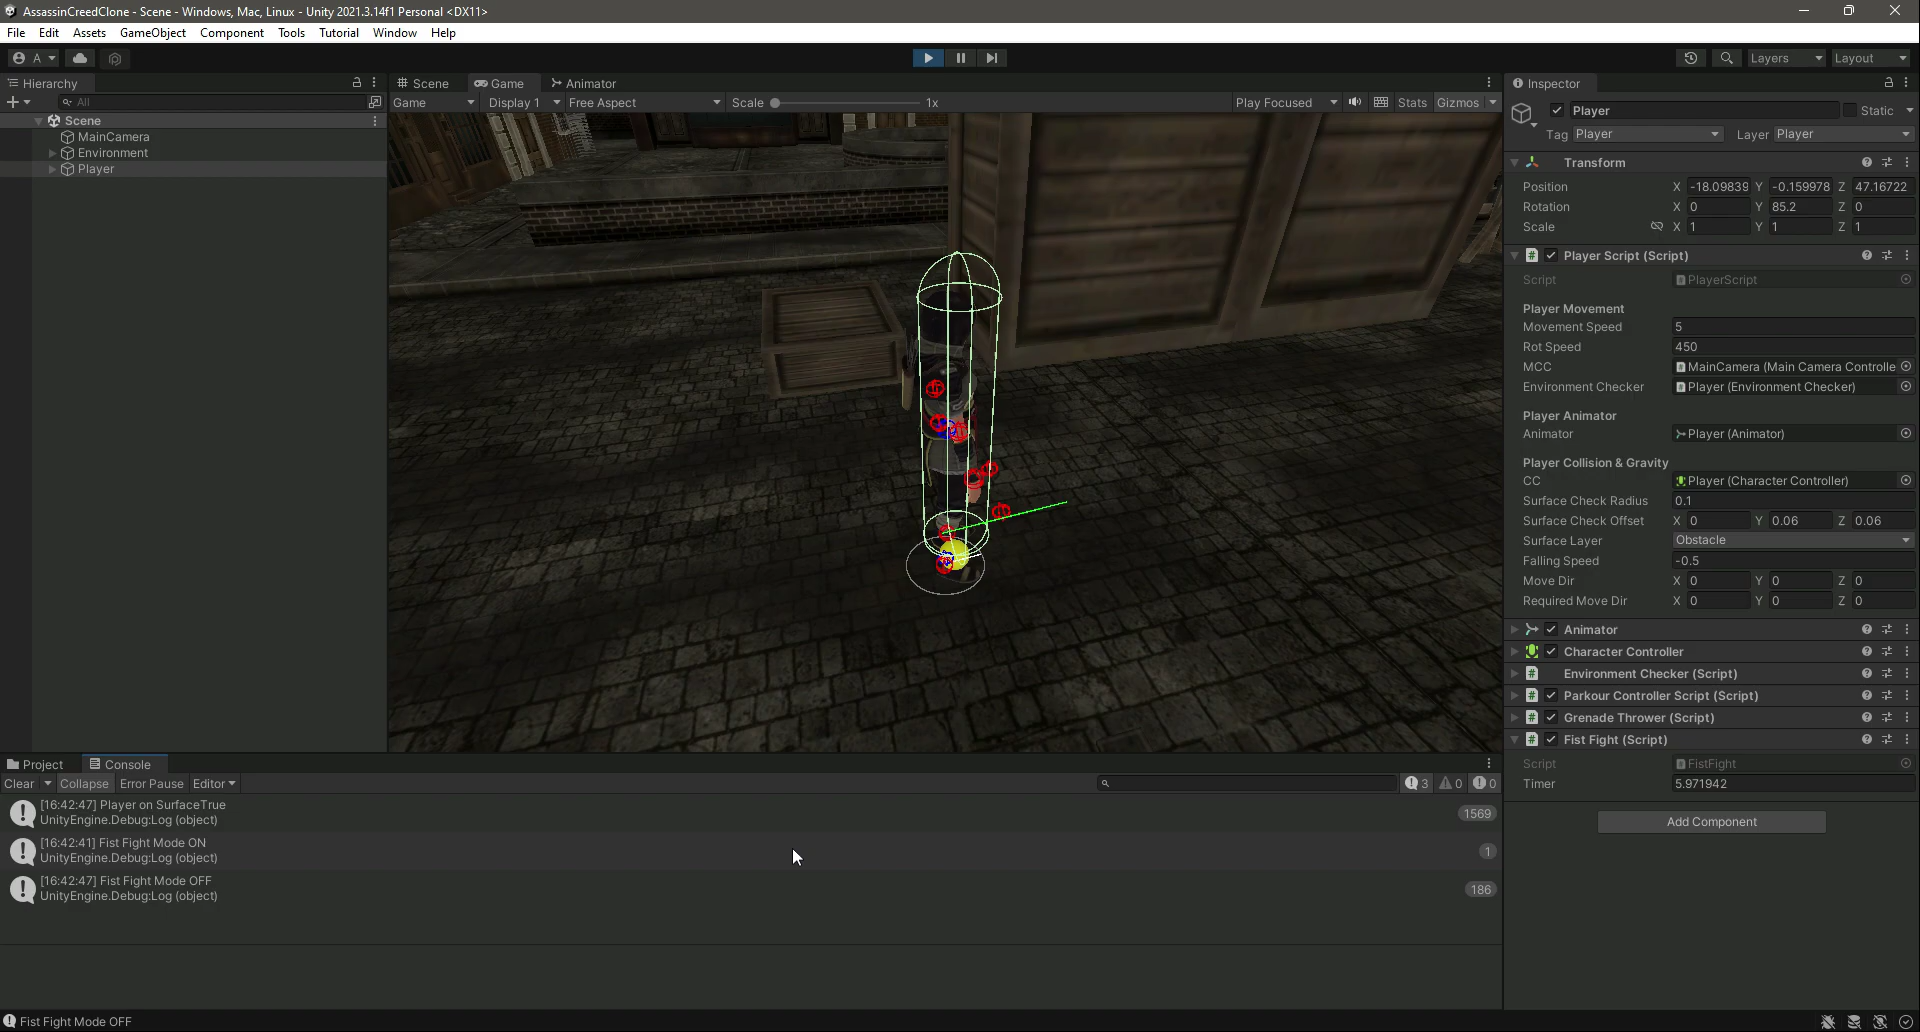 AssassinCreedClone - Scene - Windows, Mac, Linux - Unity 2021.3.14f1 Personal <DX11>
File Edit Assets GameObject Component Tools Tutorial Window Help
A Layers Layout
Hierarchy
All
Scene
MainCamera
Environment
Player
Scene Game Animator
Game Display 1 Free Aspect Scale 1x Play Focused Stats Gizmos
Inspector
Player Static
Tag Player Layer Player
Transform
Position X -18.09839 Y -0.159978 Z 47.16722
Rotation X 0 Y 85.2 Z 0
Scale X 1 Y 1 Z 1
Player Script (Script)
Script PlayerScript
Player Movement
Movement Speed 5
Rot Speed 450
MCC MainCamera (Main Camera Controlle
Environment Checker Player (Environment Checker)
Player Animator
Animator Player (Animator)
Player Collision & Gravity
CC Player (Character Controller)
Surface Check Radius 0.1
Surface Check Offset X 0 Y 0.06 Z 0.06
Surface Layer Obstacle
Falling Speed -0.5
Move Dir X 0 Y 0 Z 0
Required Move Dir X 0 Y 0 Z 0
Animator
Character Controller
Environment Checker (Script)
Parkour Controller Script (Script)
Grenade Thrower (Script)
Fist Fight (Script)
Script FistFight
Timer 5.971942
Add Component
Project Console
Clear Collapse Error Pause Editor 3 0 0
[16:42:47] Player on SurfaceTrue
UnityEngine.Debug:Log (object)
1569
[16:42:41] Fist Fight Mode ON
UnityEngine.Debug:Log (object)
1
[16:42:47] Fist Fight Mode OFF
UnityEngine.Debug:Log (object)
186
Fist Fight Mode OFF